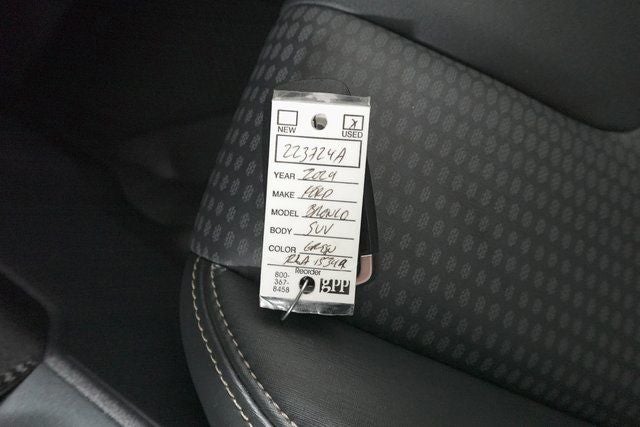 X
NEW USED
223724A
YEAR 2024
MAKE FORD
MODEL BRONCO
BODY SUV
COLOR GREEN
Reorder
800-
367-
8458
gpp